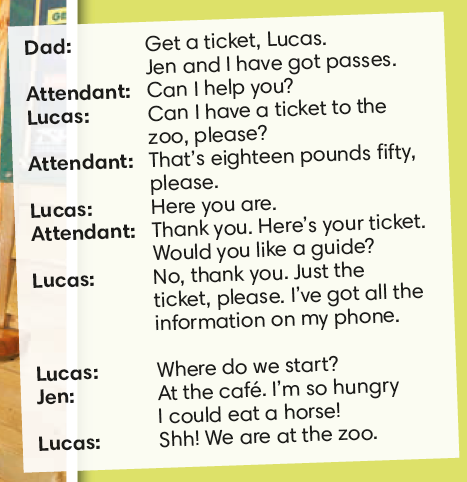 Dad: Get a ticket, Lucas.
Jen and I have got passes.
Attendant: Can I help you?
Lucas: Can I have a ticket to the
zoo, please?
Attendant: That's eighteen pounds fifty,
please.
Lucas: Here you are.
Attendant: Thank you. Here's your ticket.
Would you like a guide?
Lucas: No, thank you. Just the
ticket, please. I've got all the
information on my phone.
Lucas: Where do we start?
Jen: At the café. I'm so hungry
I could eat a horse!
Lucas: Shh! We are at the zoo.